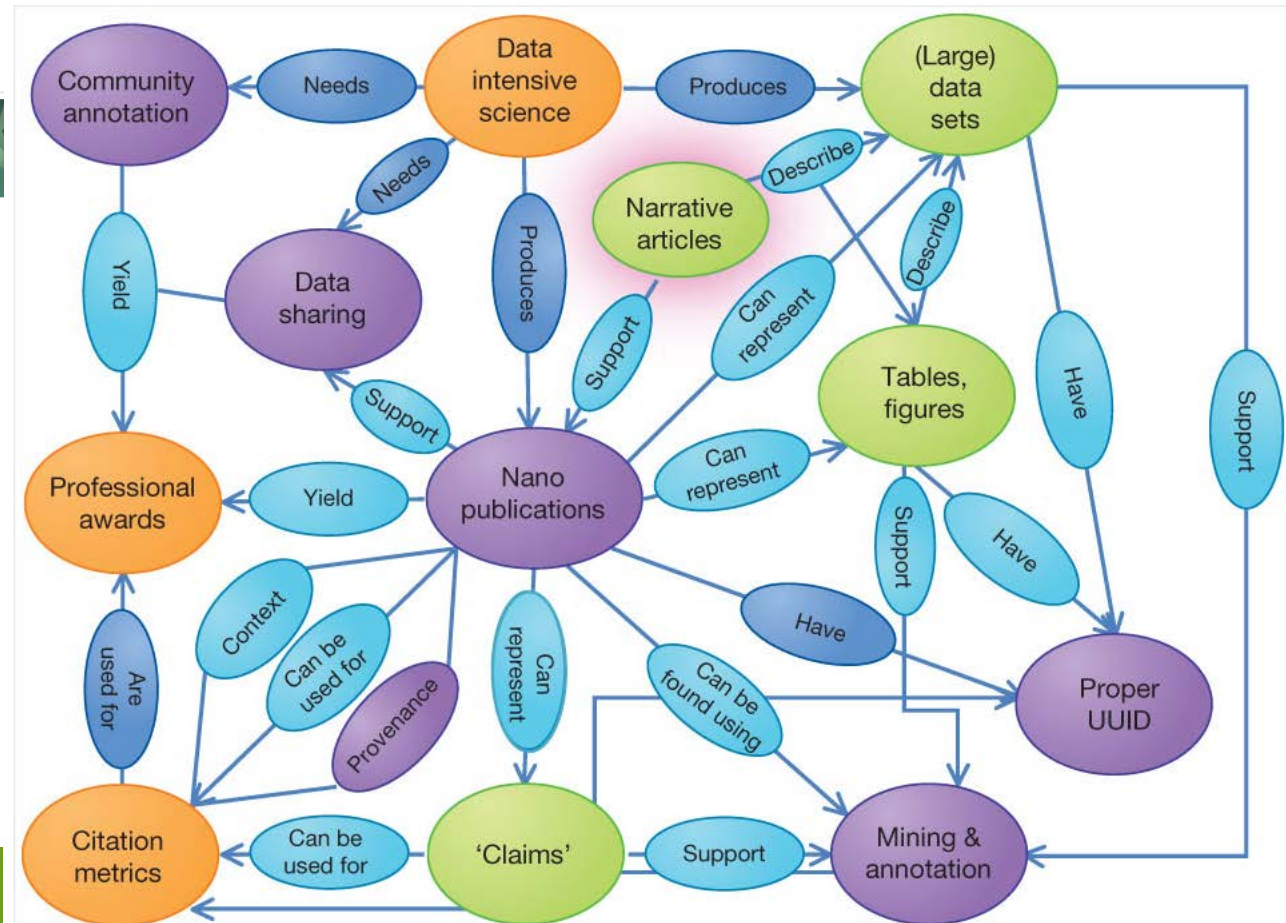 Community
annotation
Needs
Data
intensive
science
Produces
(Large)
data
sets
Needs
Describe
Narrative
articles
Describe
Yield
Data
sharing
Produces
Support
Can
represent
Tables,
figures
Have
Support
Support
Professional
awards
Yield
Nano
publications
Can
represent
Support
Have
Context
Can be
used for
Provenance
Can
represent
Can be
found using
Have
Proper
UUID
Are
used for
Citation
metrics
Can be
used for
‘Claims’
Support
Mining &
annotation